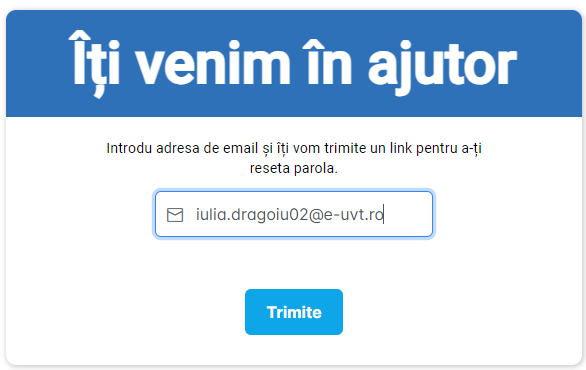 Îți venim în ajutor
Introdu adresa de email și îți vom trimite un link pentru a-ți
reseta parola.
iulia.dragoiu02@e-uvt.ro
Trimite